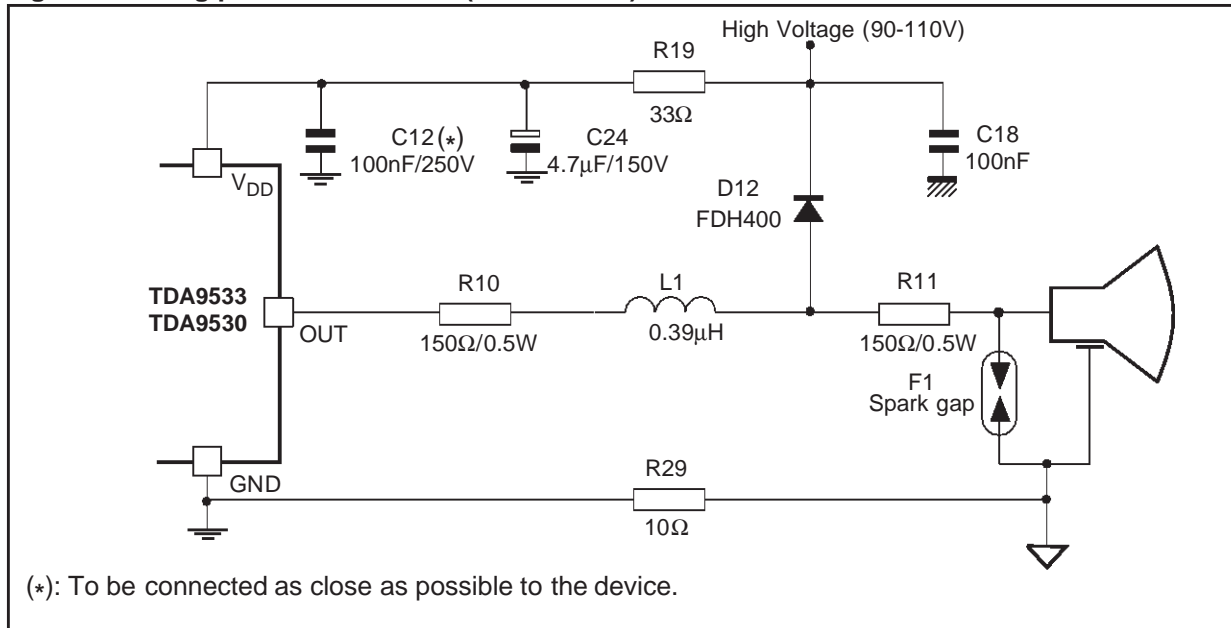 High Voltage (90-110V)
R19
33Ω
C12(*)
100nF/250V
C24
4.7μF/150V
C18
100nF
VDD
D12
FDH400
TDA9533
TDA9530
OUT
R10
150Ω/0.5W
L1
0.39μH
R11
150Ω/0.5W
F1
Spark gap
GND
R29
10Ω
(*): To be connected as close as possible to the device.